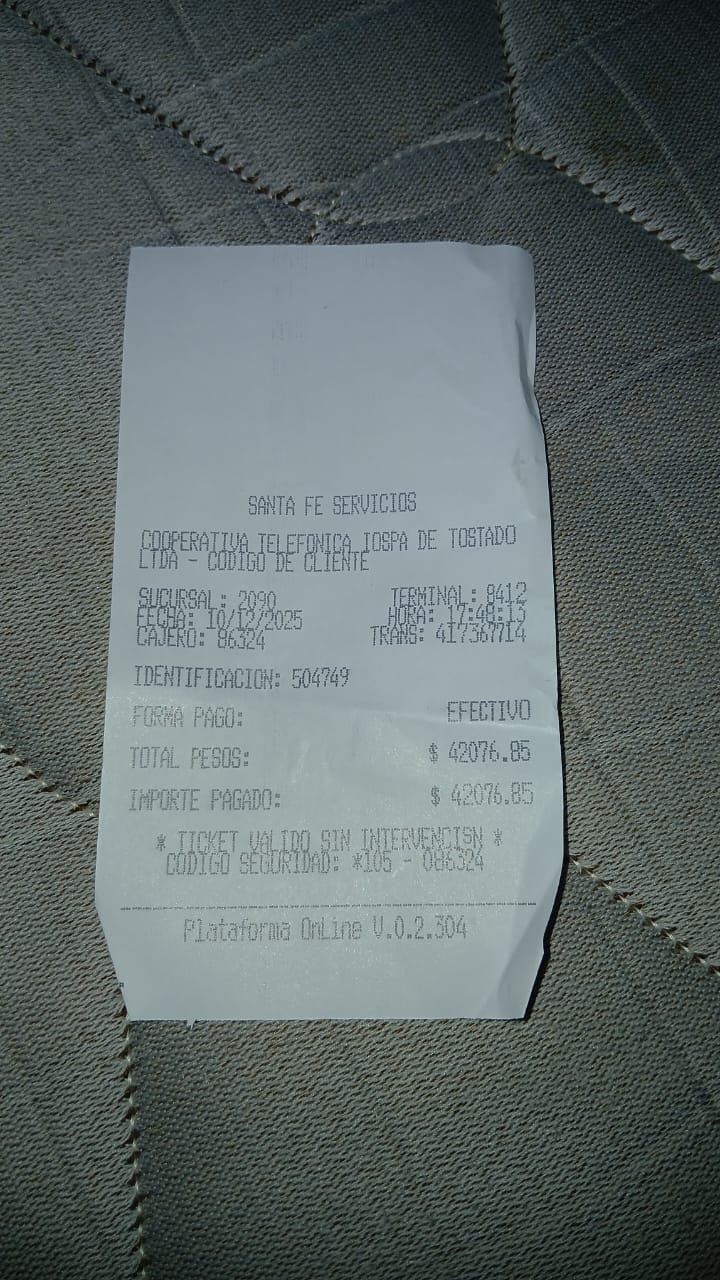 SANTA FE SERVICIOS
COOPERATIVA TELEFONICA IOSPA DE TOSTADO
LTDA - CODIGO DE CLIENTE
SUCURSAL: 2090 TERMINAL: 8412
FECHA: 10/12/2025 HORA: 17:48:13
CAJERO: 86324 TRANS: 417367714
IDENTIFICACION: 504749
FORMA PAGO: EFECTIVO
TOTAL PESOS: $ 42076.85
IMPORTE PAGADO: $ 42076.85
* TICKET VALIDO SIN INTERVENCISN *
CODIGO SEGURIDAD: *105 - 086324
Plataforma OnLine V.0.2.304